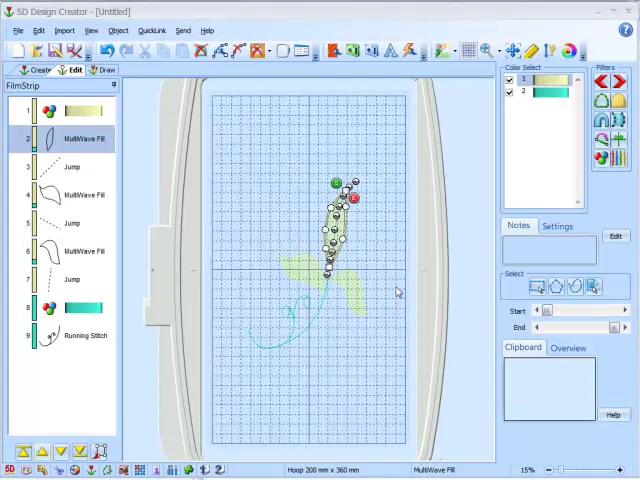 5D Design Creator - [Untitled]
File Edit Import View Object QuickLink Send Help
Create Edit Draw
FilmStrip
1
2 MultiWave Fill
3 Jump
4 MultiWave Fill
5 Jump
6 MultiWave Fill
7 Jump
8
9 Running Stitch
Color Select
1
2
Filters
Notes Settings
Edit
Select
Start
End
Clipboard Overview
Help
5D
1 2
Hoop 200 mm x 360 mm
MultiWave Fill
15%